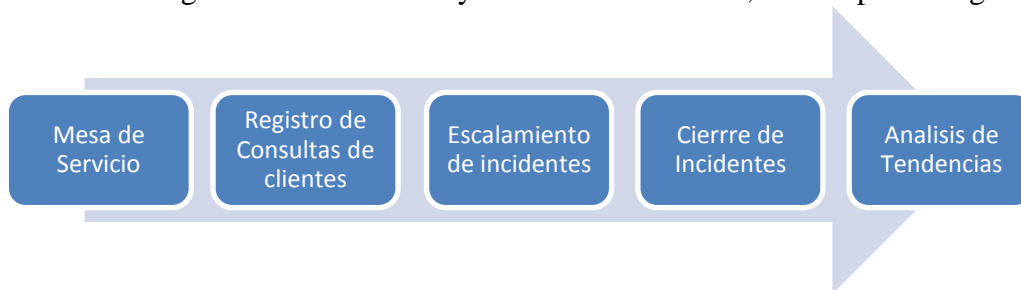 Mesa de
Servicio
Registro de
Consultas de
clientes
Escalamiento
de incidentes
Cierrre de
Incidentes
Analisis de
Tendencias